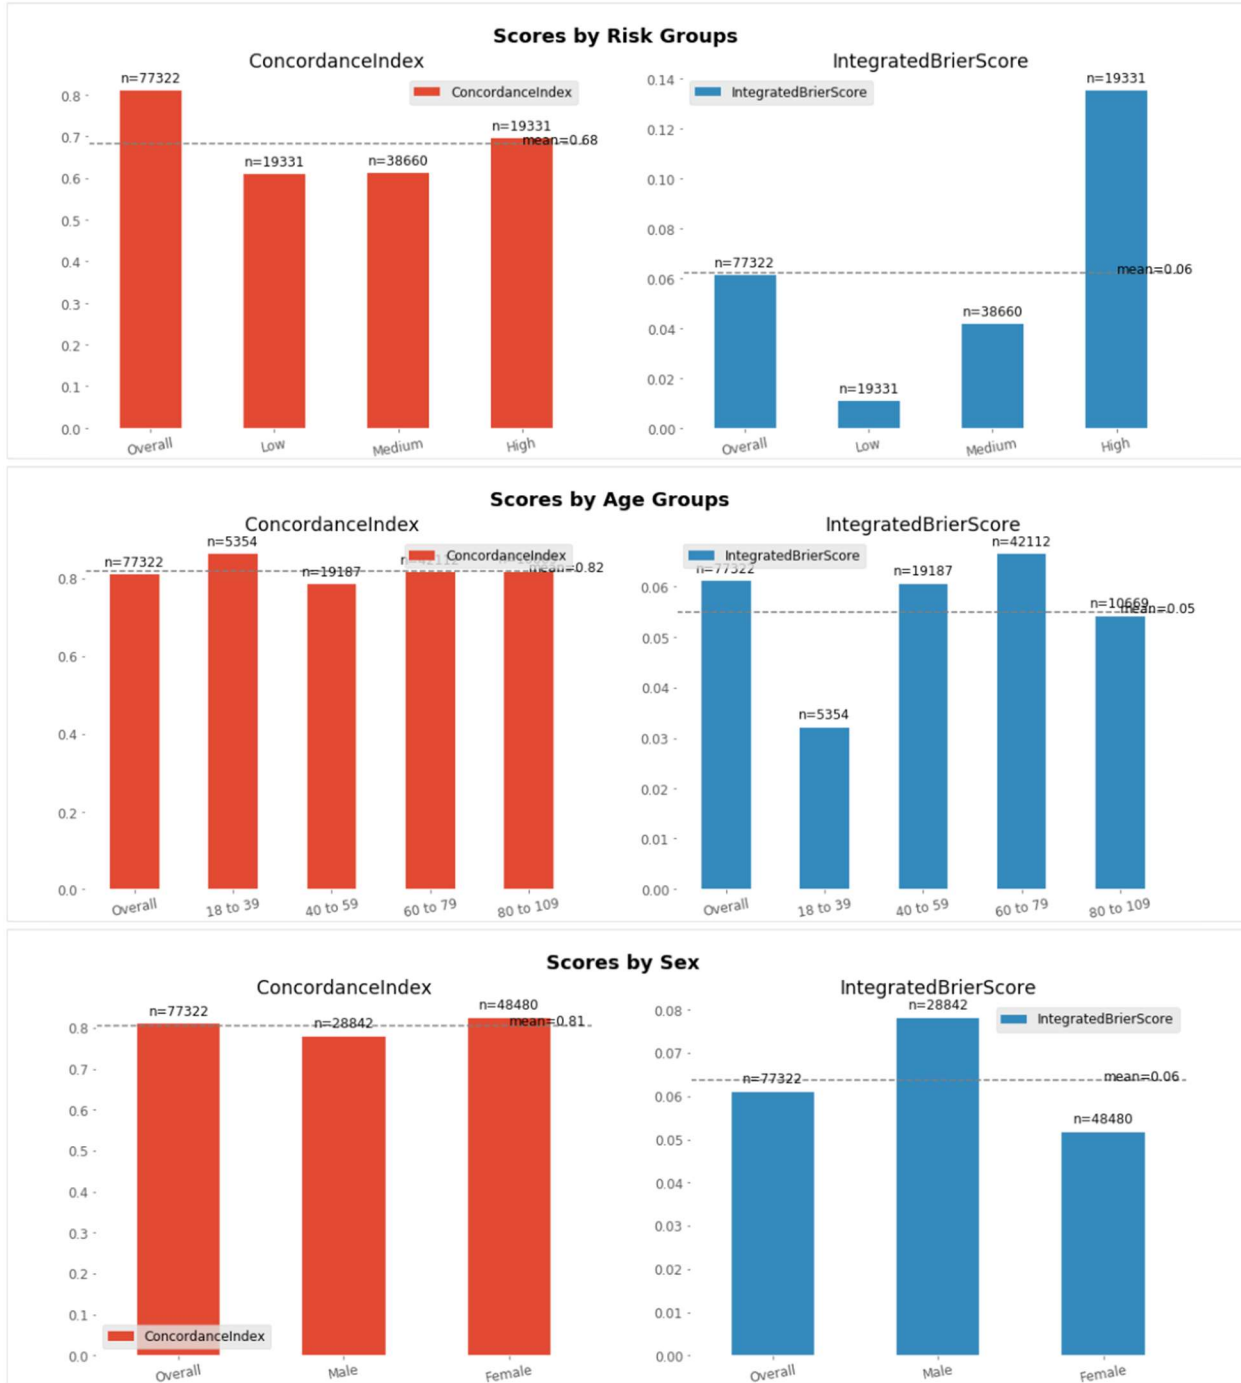 Scores by Risk Groups
ConcordanceIndex
n=77322
ConcordanceIndex
n=19331
mean=0.68
n=19331
n=38660
0.8
0.7
0.6
0.5
0.4
0.3
0.2
0.1
0.0
Overall
Low
Medium
High
IntegratedBrierScore
n=19331
IntegratedBrierScore
n=77322
mean=0.06
n=38660
n=19331
0.14
0.12
0.10
0.08
0.06
0.04
0.02
0.00
Overall
Low
Medium
High
Scores by Age Groups
ConcordanceIndex
n=5354
n=77322
ConcordanceIndex
n=42112
mean=0.82
n=19187
0.8
0.6
0.4
0.2
0.0
Overall
18 to 39
40 to 59
60 to 79
80 to 109
IntegratedBrierScore
n=42112
IntegratedBrierScore
n=77322
n=19187
n=10669
mean=0.05
n=5354
0.06
0.05
0.04
0.03
0.02
0.01
0.00
Overall
18 to 39
40 to 59
60 to 79
80 to 109
Scores by Sex
ConcordanceIndex
n=77322
n=28842
n=48480
mean=0.81
0.8
0.7
0.6
0.5
0.4
0.3
0.2
0.1
0.0
ConcordanceIndex
Overall
Male
Female
IntegratedBrierScore
n=28842
IntegratedBrierScore
n=77322
mean=0.06
n=48480
0.08
0.07
0.06
0.05
0.04
0.03
0.02
0.01
0.00
Overall
Male
Female